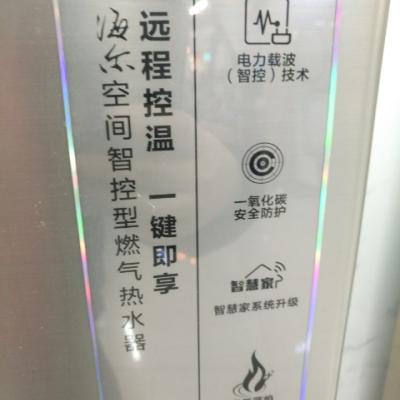 远程控温 一键即享
海尔空间智控型燃气热水器
电力载波
（智控）技术
一氧化碳
安全防护
智慧家
智慧家系统升级